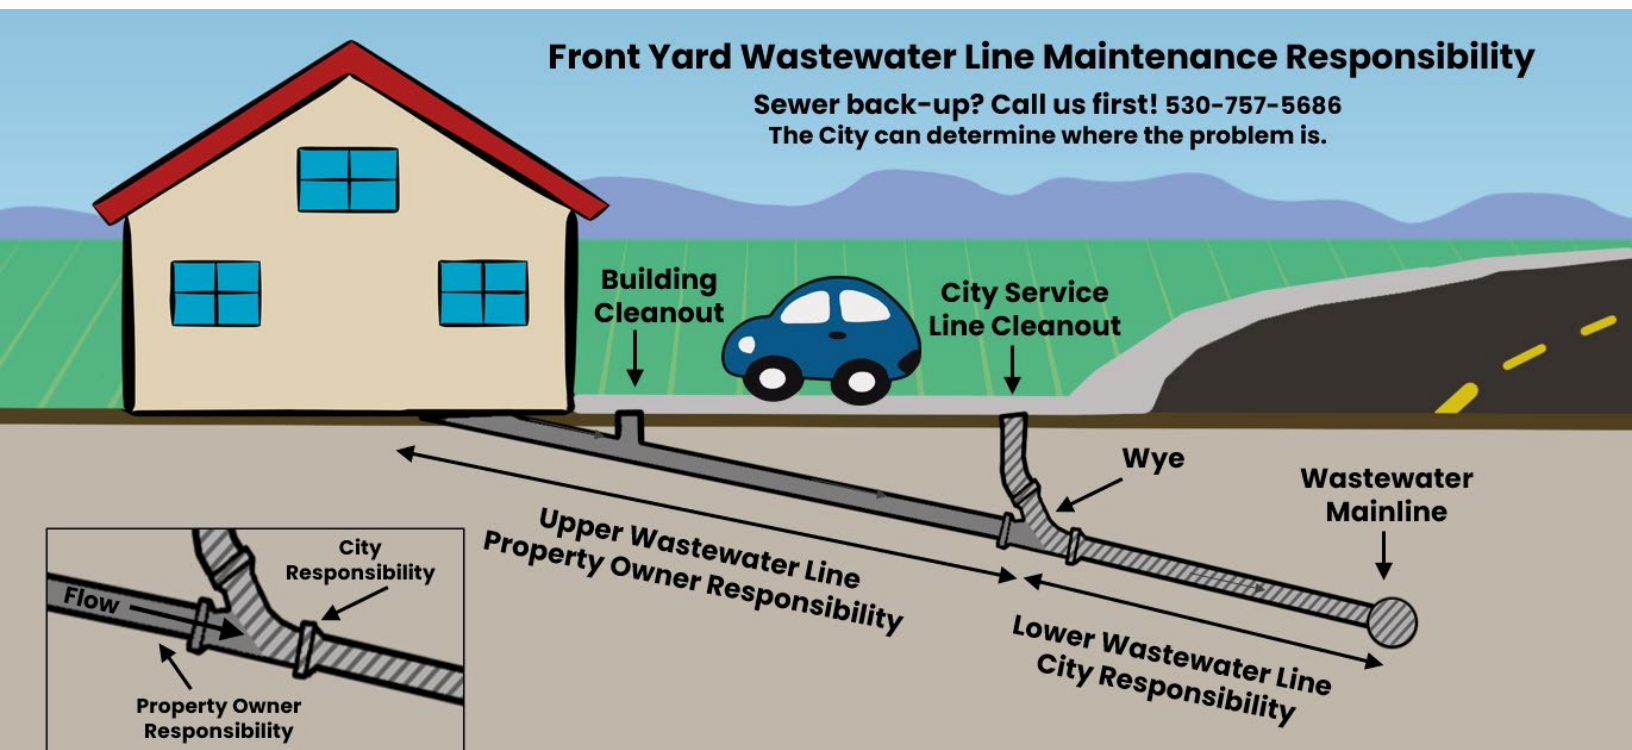 Front Yard Wastewater Line Maintenance Responsibility
Sewer back-up? Call us first! 530-757-5686
The City can determine where the problem is.
Building
Cleanout
City Service
Line Cleanout
Wye
Wastewater
Mainline
Upper Wastewater Line
Property Owner Responsibility
Lower Wastewater Line
City Responsibility
City
Responsibility
Flow
Property Owner
Responsibility